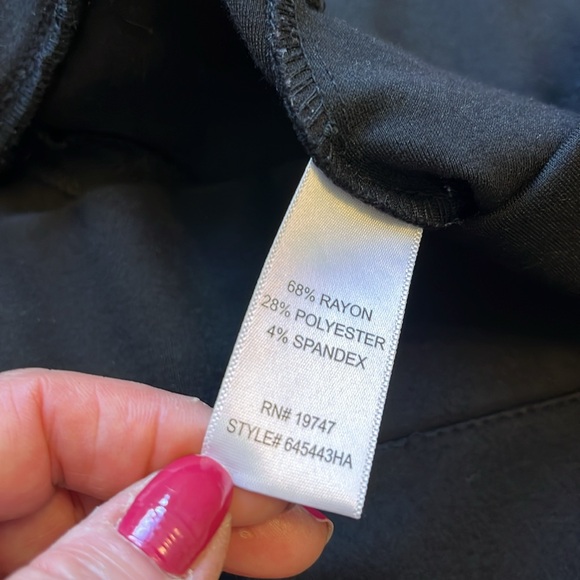 68% RAYON
28% POLYESTER
4% SPANDEX
RN# 19747
STYLE# 645443HA